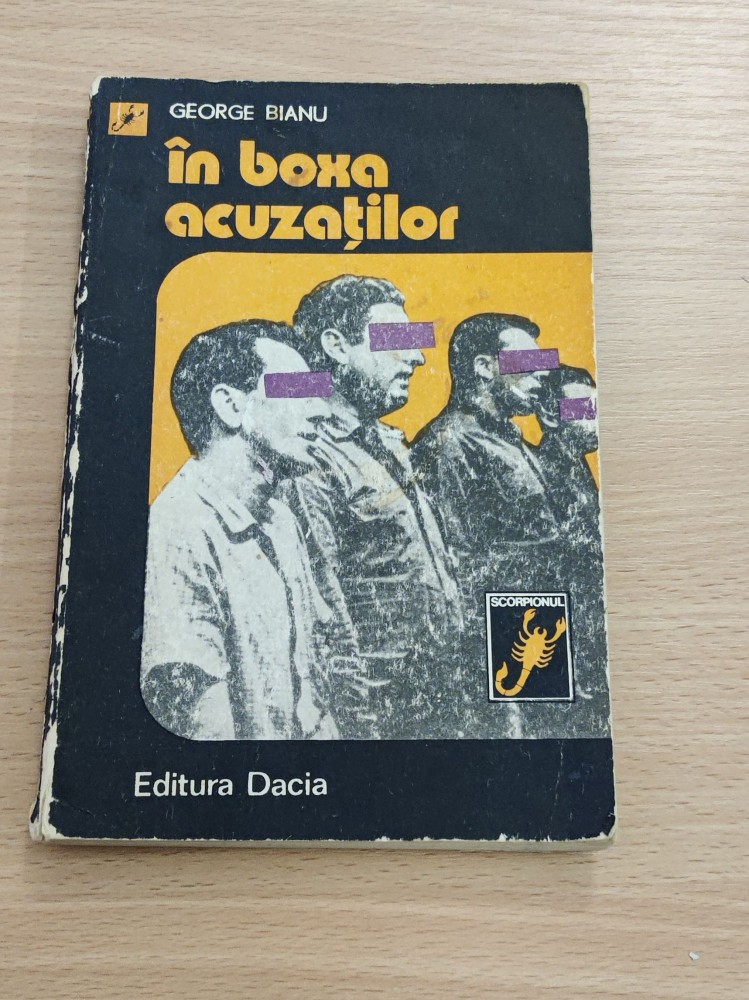 GEORGE BIANU
în boxa
acuzaților
SCORPIONUL
Editura Dacia